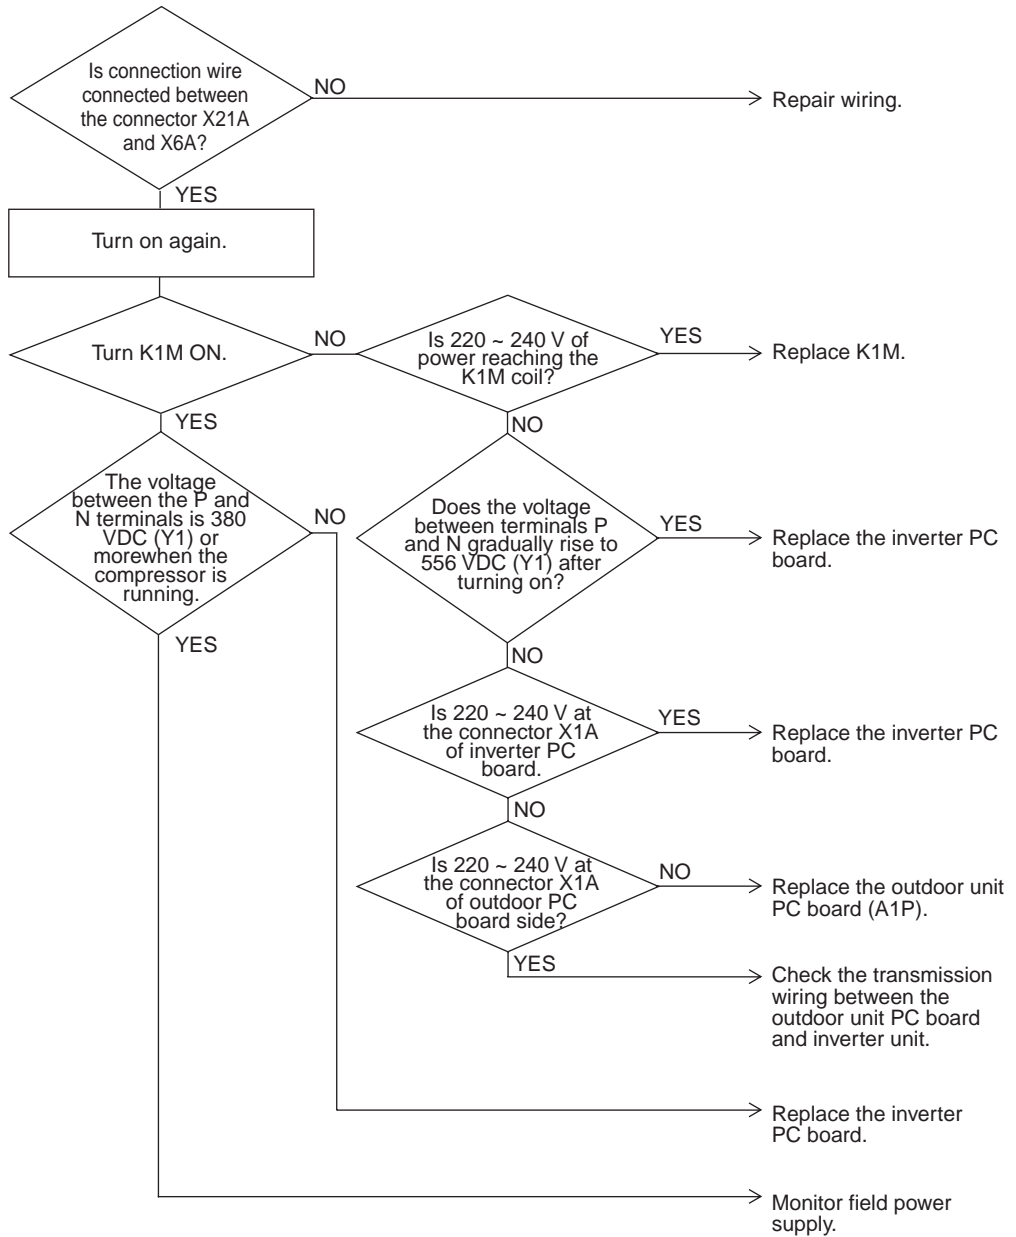 Is connection wire
connected between
the connector X21A
and X6A?
NO
Repair wiring.
YES
Turn on again.
Turn K1M ON.
NO
Is 220 ~ 240 V of
power reaching the
K1M coil?
YES
Replace K1M.
YES
NO
The voltage
between the P and
N terminals is 380
VDC (Y1) or
morewhen the
compressor is
running.
NO
Does the voltage
between terminals P
and N gradually rise to
556 VDC (Y1) after
turning on?
YES
Replace the inverter PC
board.
YES
NO
Is 220 ~ 240 V at
the connector X1A
of inverter PC
board.
YES
Replace the inverter PC
board.
NO
Is 220 ~ 240 V at
the connector X1A
of outdoor PC
board side?
NO
Replace the outdoor unit
PC board (A1P).
YES
Check the transmission
wiring between the
outdoor unit PC board
and inverter unit.
Replace the inverter
PC board.
Monitor field power
supply.